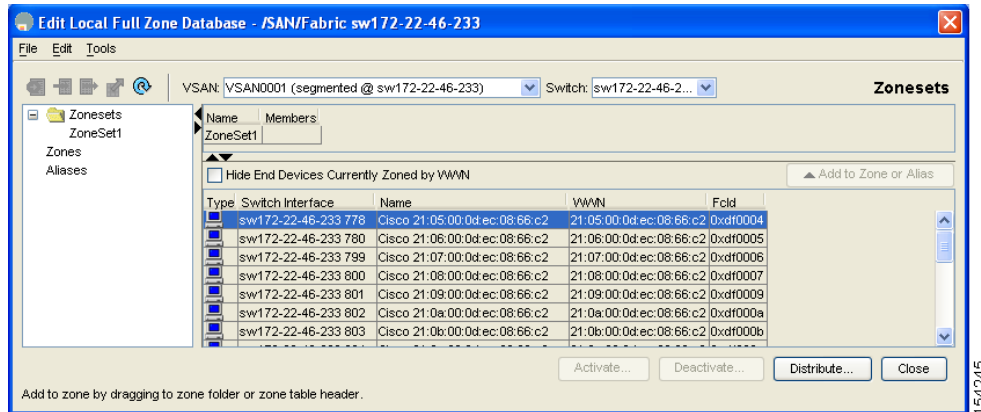 Edit Local Full Zone Database - /SAN/Fabric sw172-22-46-233
File Edit Tools
VSAN: VSAN0001 (segmented @ sw172-22-46-233) Switch: sw172-22-46-2... Zonesets
Zonesets
ZoneSet1
Zones
Aliases
Name Members
ZoneSet1
Hide End Devices Currently Zoned by WWN Add to Zone or Alias
Type Switch Interface Name WWN FcId
sw172-22-46-233 778 Cisco 21:05:00:0d:ec:08:66:c2 21:05:00:0d:ec:08:66:c2 0xdf0004
sw172-22-46-233 780 Cisco 21:06:00:0d:ec:08:66:c2 21:06:00:0d:ec:08:66:c2 0xdf0005
sw172-22-46-233 799 Cisco 21:07:00:0d:ec:08:66:c2 21:07:00:0d:ec:08:66:c2 0xdf0006
sw172-22-46-233 800 Cisco 21:08:00:0d:ec:08:66:c2 21:08:00:0d:ec:08:66:c2 0xdf0007
sw172-22-46-233 801 Cisco 21:09:00:0d:ec:08:66:c2 21:09:00:0d:ec:08:66:c2 0xdf0009
sw172-22-46-233 802 Cisco 21:0a:00:0d:ec:08:66:c2 21:0a:00:0d:ec:08:66:c2 0xdf000a
sw172-22-46-233 803 Cisco 21:0b:00:0d:ec:08:66:c2 21:0b:00:0d:ec:08:66:c2 0xdf000b
Activate... Deactivate... Distribute... Close
Add to zone by dragging to zone folder or zone table header.
154245